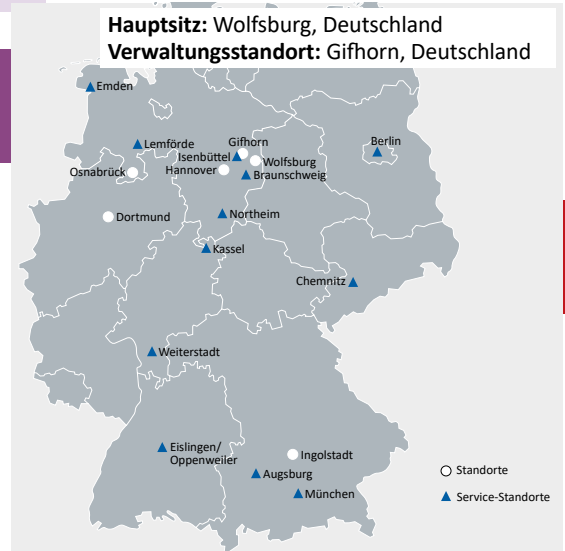 Hauptsitz: Wolfsburg, Deutschland
Verwaltungsstandort: Gifhorn, Deutschland
Emden
Lemförde
Gifhorn
Berlin
Isenbüttel
Wolfsburg
Osnabrück
Hannover
Braunschweig
Dortmund
Northeim
Kassel
Chemnitz
Weiterstadt
Eislingen/
Oppenweiler
Ingolstadt
Augsburg
München
Standorte
Service-Standorte